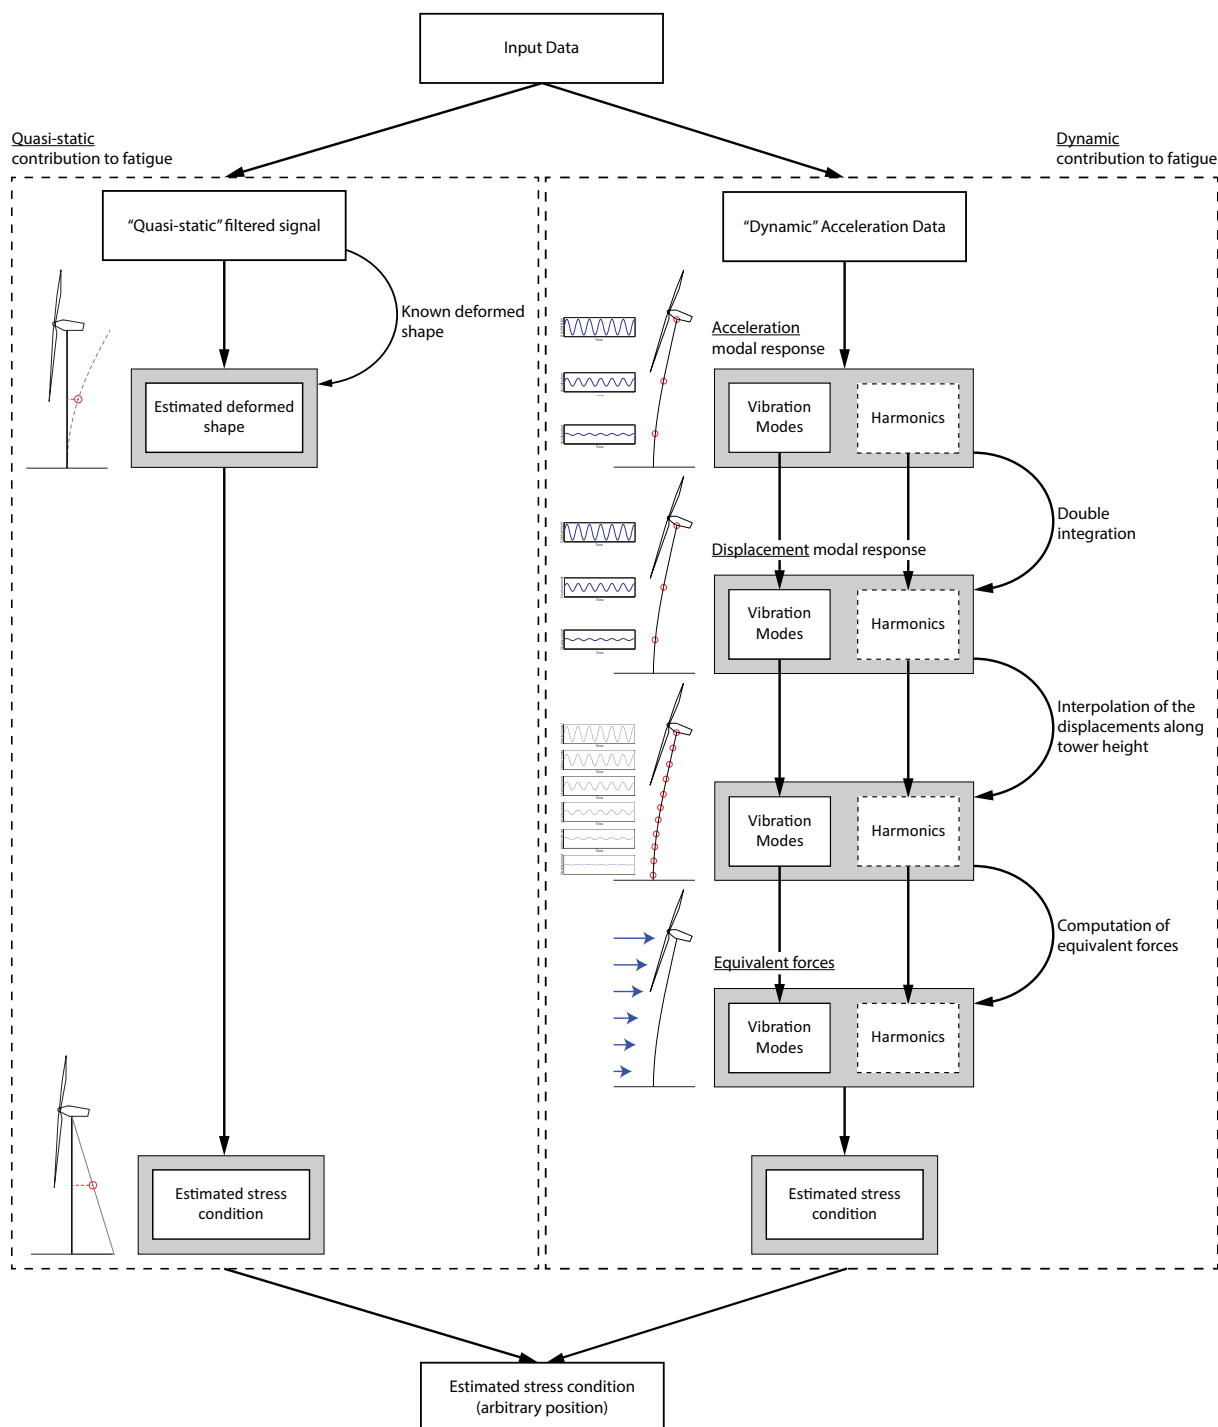 Input Data
Quasi-static
contribution to fatigue
Dynamic
contribution to fatigue
“Quasi-static” filtered signal
Known deformed
shape
Estimated deformed
shape
Estimated stress
condition
“Dynamic” Acceleration Data
Acceleration
modal response
Vibration
Modes
Harmonics
Double
integration
Displacement modal response
Vibration
Modes
Harmonics
Interpolation of the
displacements along
tower height
Vibration
Modes
Harmonics
Computation of
equivalent forces
Equivalent forces
Vibration
Modes
Harmonics
Estimated stress
condition
Estimated stress condition
(arbitrary position)